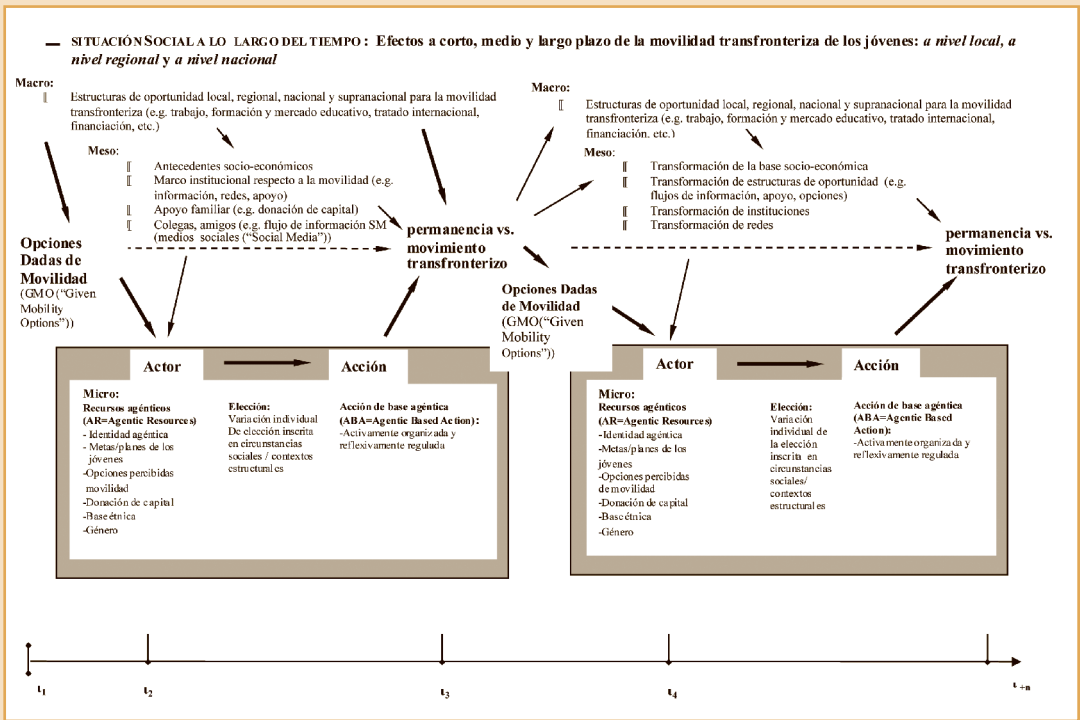 SITUACIÓN SOCIAL A LO LARGO DEL TIEMPO: Efectos a corto, medio y largo plazo de la movilidad transfronteriza de los jóvenes: a nivel local, a
nivel regional y a nivel nacional
Macro:
Estructuras de oportunidad local, regional, nacional y supranacional para la movilidad
transfronteriza (e.g. trabajo, formación y mercado educativo, tratado internacional,
financiación, etc.)
Meso:
Antecedentes socio-económicos
Marco institucional respecto a la movilidad (e.g.
información, redes, apoyo)
Apoyo familiar (e.g. donación de capital)
Colegas, amigos (e.g. flujo de información SM
(medios sociales ("Social Media"))
Opciones
Dadas de
Movilidad
(GMO ("Given
Mobility
Options"))
permanencia vs.
movimiento
transfronterizo
Macro:
Estructuras de oportunidad local, regional, nacional y supranacional para la movilidad
transfronteriza (e.g. trabajo, formación y mercado educativo, tratado internacional,
financiación, etc.)
Meso:
Transformación de la base socio-económica
Transformación de estructuras de oportunidad (e.g.
flujos de información, apoyo, opciones)
Transformación de instituciones
Transformación de redes
permanencia vs.
movimiento
transfronterizo
Opciones Dadas
de Movilidad
(GMO("Given
Mobility
Options"))
Actor
Acción
Micro:
Recursos agénticos
(AR=Agentic Resources)
- Identidad agéntica
- Metas/planes de los
jóvenes
-Opciones percibidas
movilidad
-Donación de capital
-Base étnica
-Género
Elección:
Variación individual
De elección inscrita
en circunstancias
sociales / contextos
estructurales
Acción de base agéntica
(ABA=Agentic Based Action):
-Activamente organizada y
reflexivamente regulada
Actor
Acción
Micro:
Recursos agénticos
(AR=Agentic Resources)
-Identidad agéntica
-Metas/planes de los
jóvenes
-Opciones percibidas
de movilidad
-Donación de capital
-Base étnica
-Género
Elección:
Variación
individual de
la elección
inscrita en
circunstancias
sociales/
contextos
estructurales
Acción de base agéntica
(ABA=Agentic Based
Action):
-Activamente organizada y
reflexivamente regulada
t1
t2
t3
t4
t +n